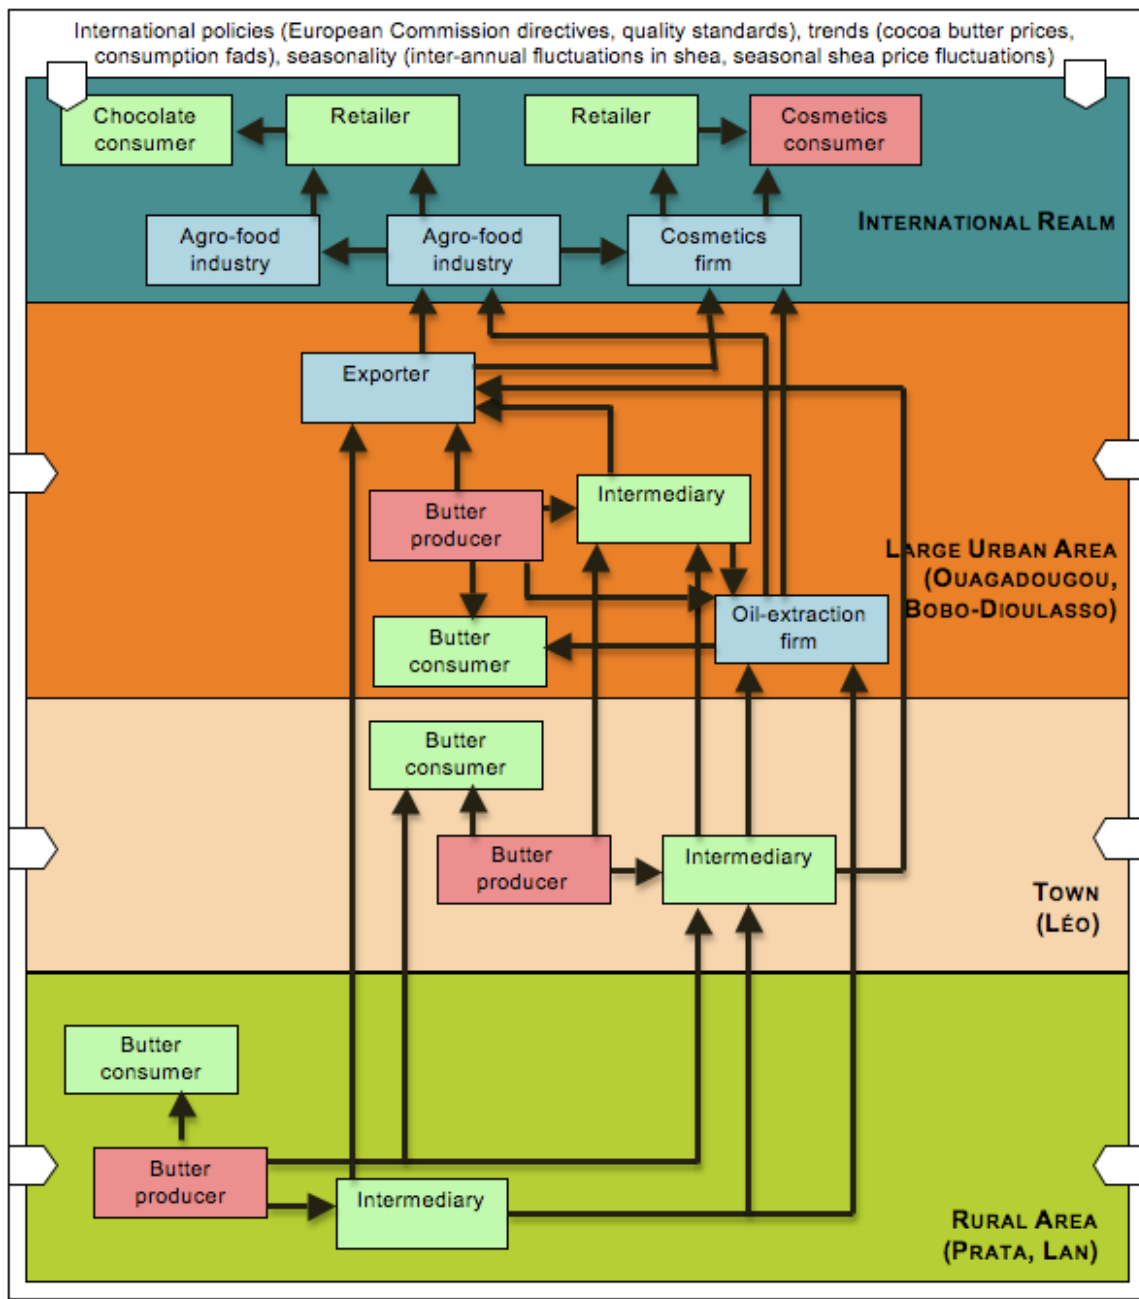 International policies (European Commission directives, quality standards), trends (cocoa butter prices,
consumption fads), seasonality (inter-annual fluctuations in shea, seasonal shea price fluctuations)
Chocolate
consumer
Retailer
Retailer
Cosmetics
consumer
Agro-food
industry
Agro-food
industry
Cosmetics
firm
INTERNATIONAL REALM
Exporter
Butter
producer
Intermediary
LARGE URBAN AREA
(OUAGADOUGOU,
BOBO-DIOULASSO)
Butter
consumer
Oil-extraction
firm
Butter
consumer
Butter
producer
Intermediary
TOWN
(LÉO)
Butter
consumer
Butter
producer
Intermediary
RURAL AREA
(PRATA, LAN)